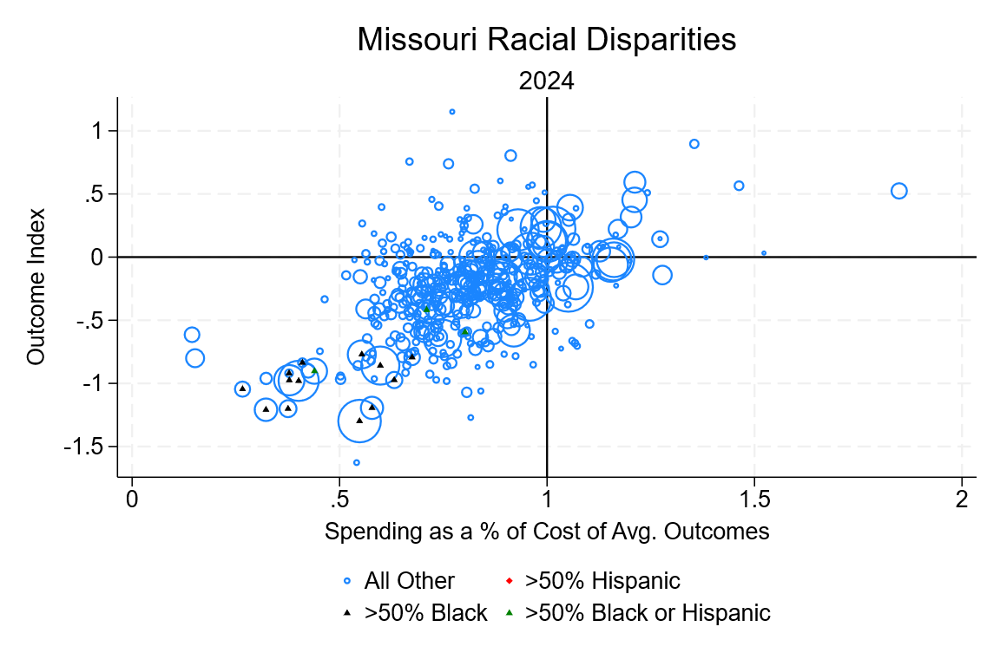 Missouri Racial Disparities
2024
Outcome Index
1
.5
0
-.5
-1
-1.5
0 .5 1 1.5 2
Spending as a % of Cost of Avg. Outcomes
All Other >50% Hispanic
>50% Black >50% Black or Hispanic